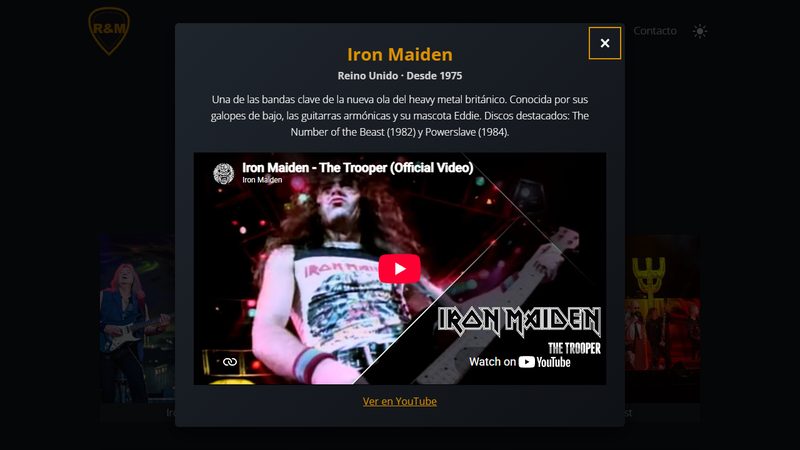 R&M
Contacto
×
Iron Maiden
Reino Unido · Desde 1975
Una de las bandas clave de la nueva ola del heavy metal británico. Conocida por sus
galopes de bajo, las guitarras armónicas y su mascota Eddie. Discos destacados: The
Number of the Beast (1982) y Powerslave (1984).
Iron Maiden - The Trooper (Official Video)
Iron Maiden
IRON MAIDEN
IRON MAIDEN
THE TROOPER
Watch on YouTube
Ver en YouTube